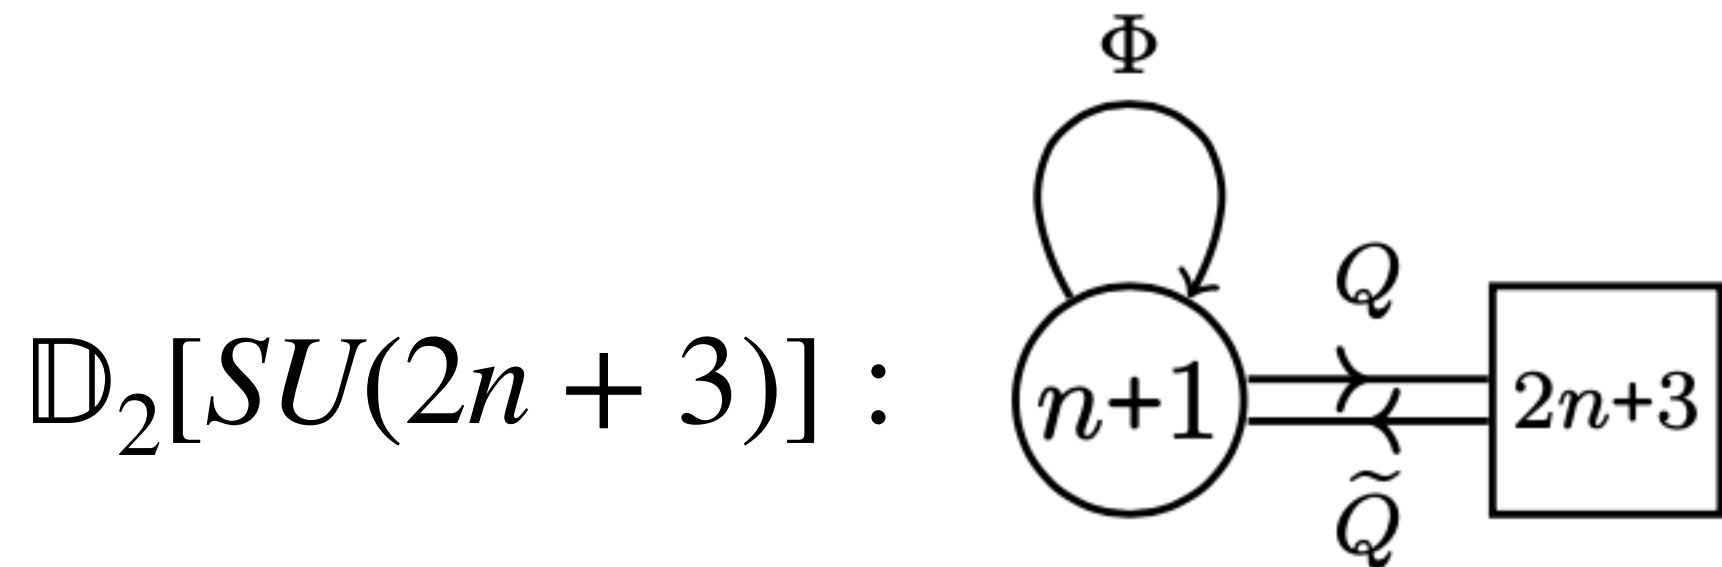 Φ
Q
𝔻₂[SU(2n + 3)] :
n+1
2n+3
Q̃